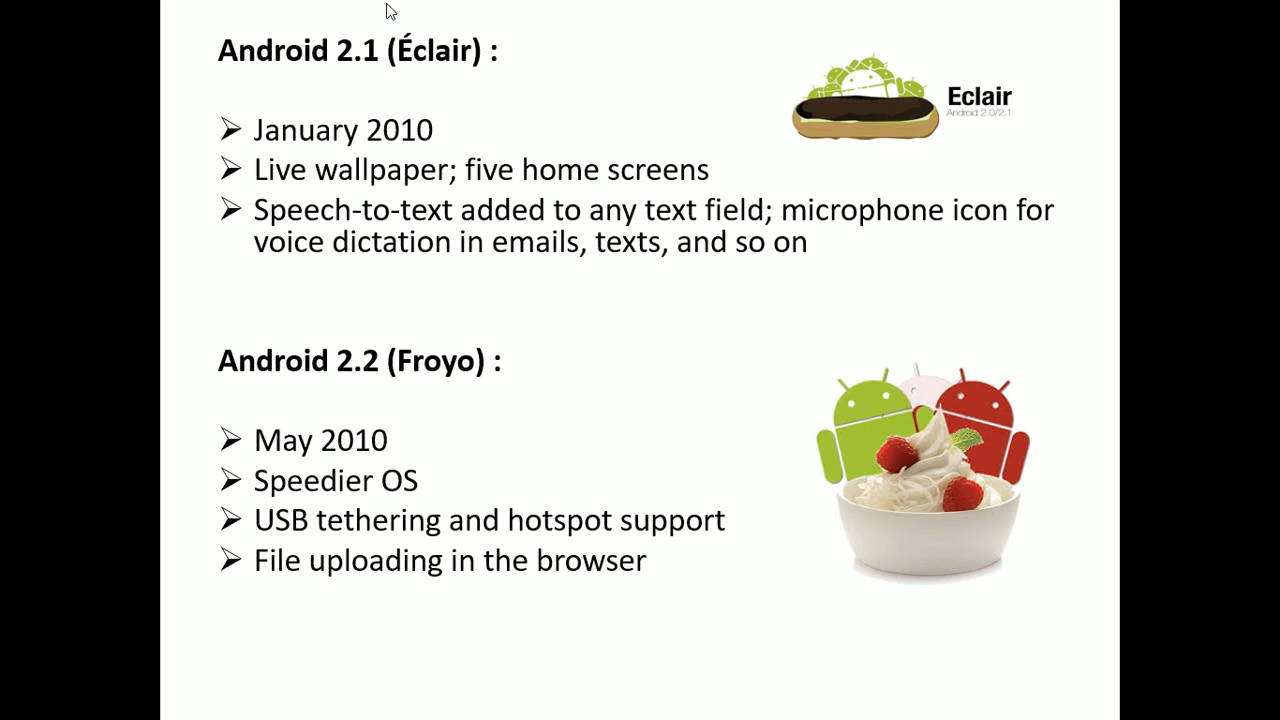 Android 2.1 (Éclair) :
Eclair
Android 2.0/2.1
➢ January 2010
➢ Live wallpaper; five home screens
➢ Speech-to-text added to any text field; microphone icon for
voice dictation in emails, texts, and so on
Android 2.2 (Froyo) :
➢ May 2010
➢ Speedier OS
➢ USB tethering and hotspot support
➢ File uploading in the browser